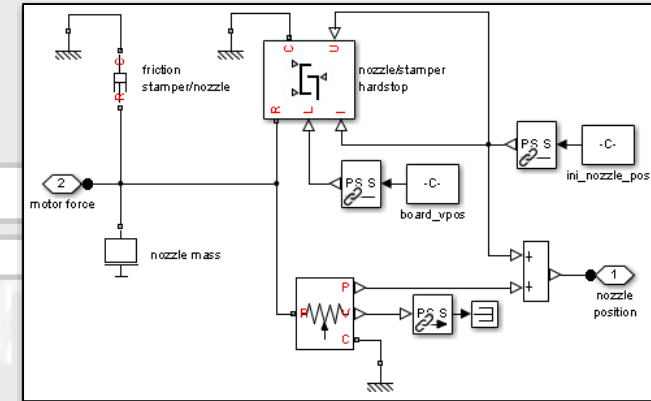 C
R
friction
stamper/nozzle
C
U
R
L
I
nozzle/stamper
hardstop
PS S
-C-
ini_nozzle_pos
PS S
-C-
board_vpos
2
motor force
nozzle mass
R
P
V
C
PS S
+
+
1
nozzle
position